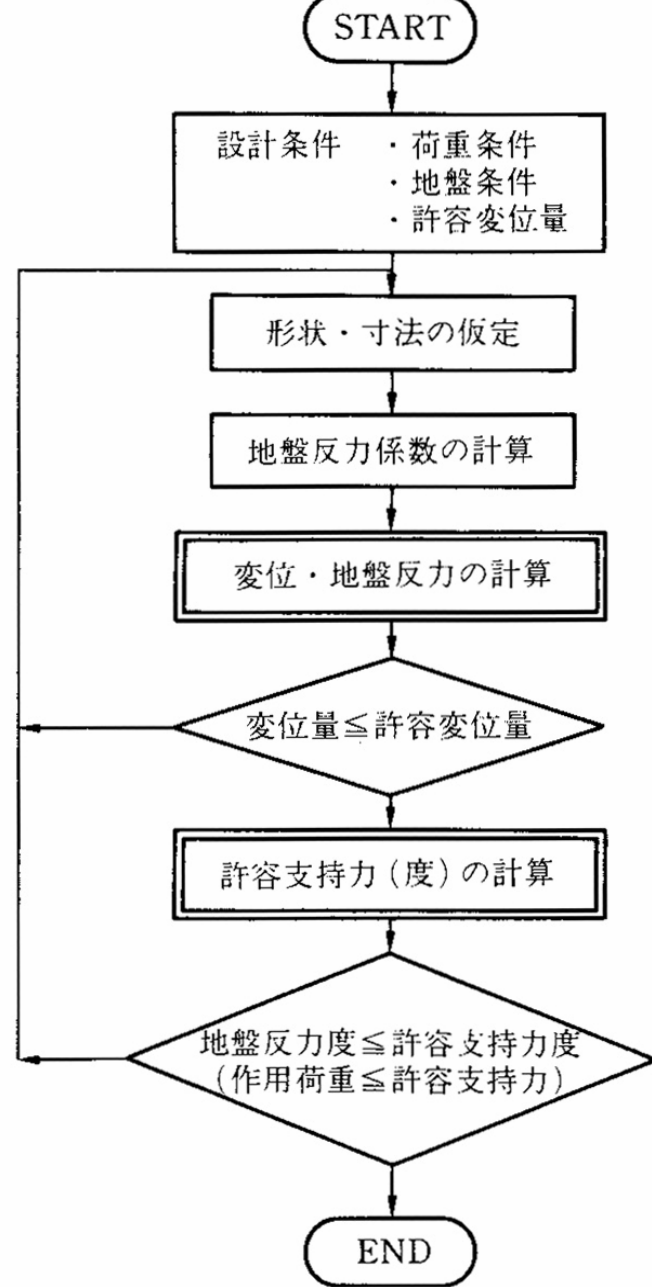 START
設計条件 ・荷重条件
・地盤条件
・許容変位量
形状・寸法の仮定
地盤反力係数の計算
変位・地盤反力の計算
変位量≦許容変位量
許容支持力(度)の計算
地盤反力度≦許容支持力度
(作用荷重≦許容支持力)
END